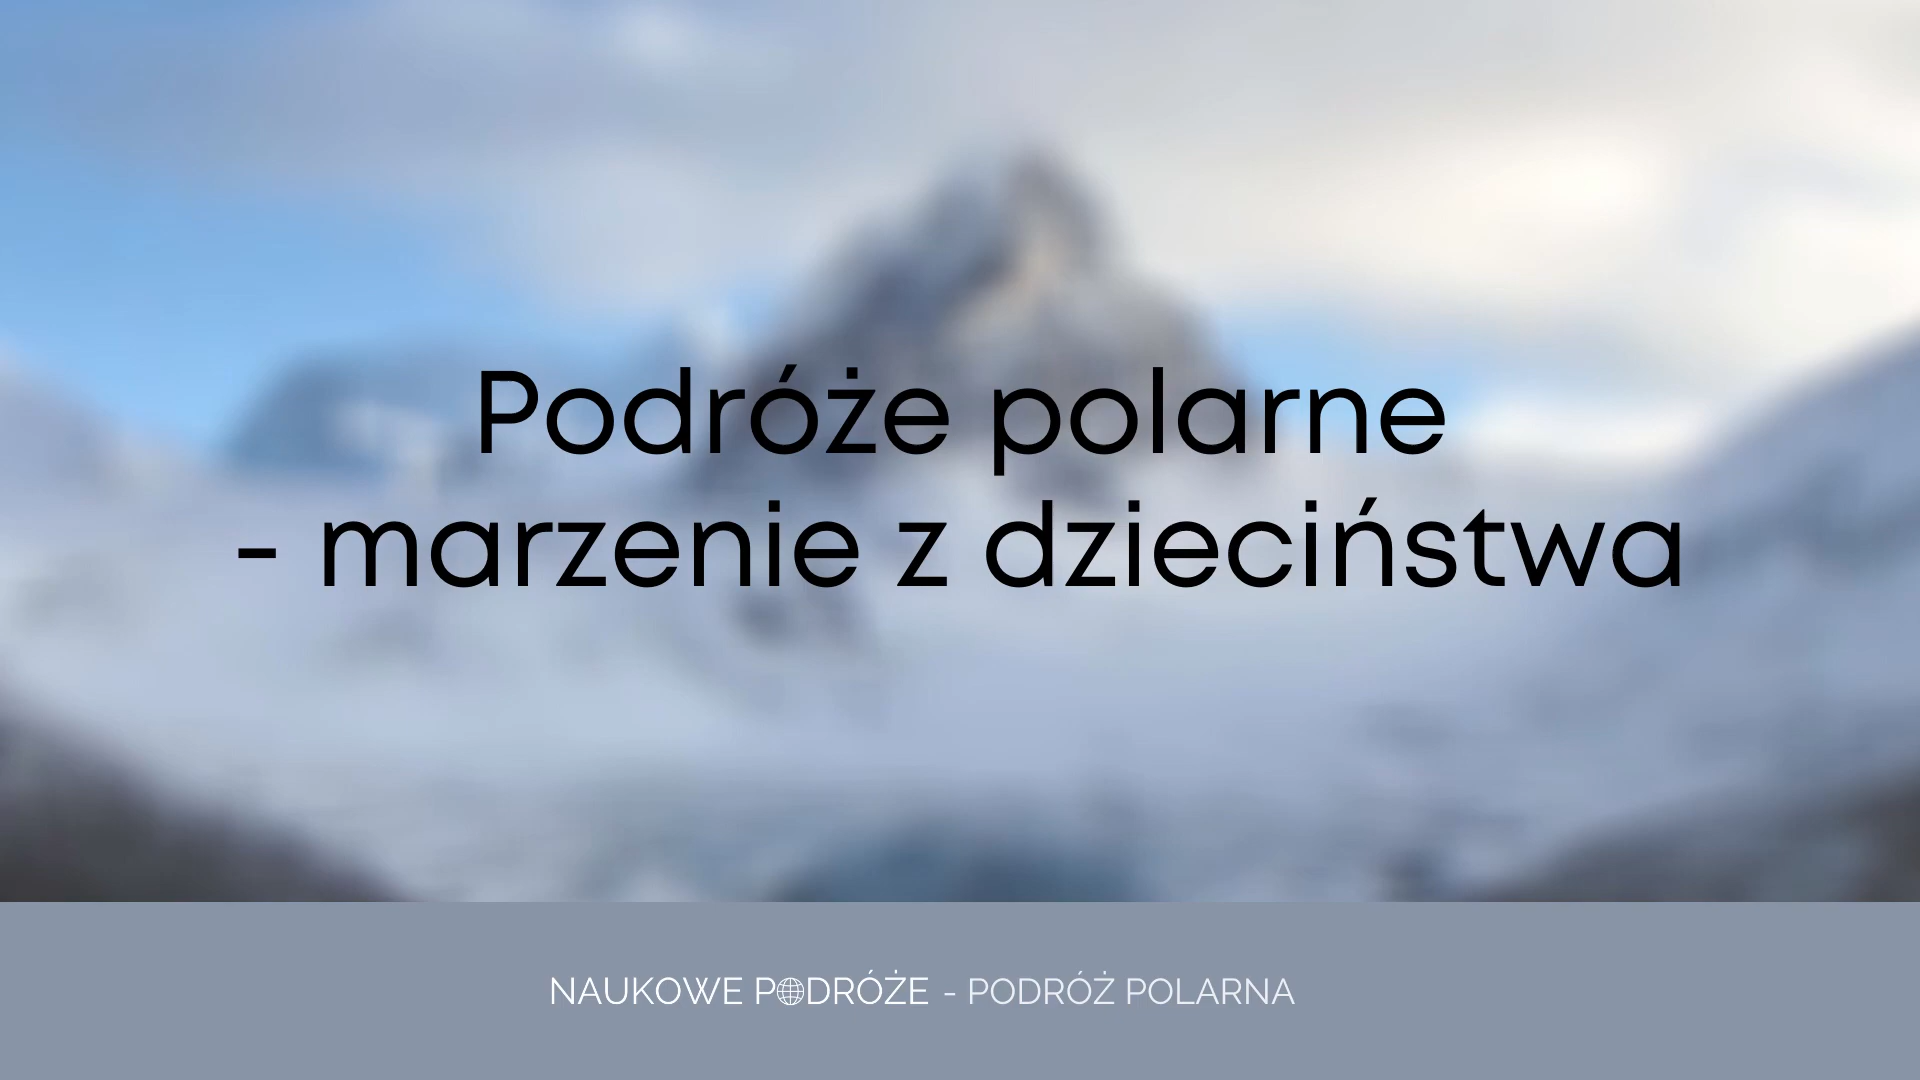 Podróże polarne
- marzenie z dzieciństwa
NAUKOWE PODRÓŻE - PODRÓŻ POLARNA